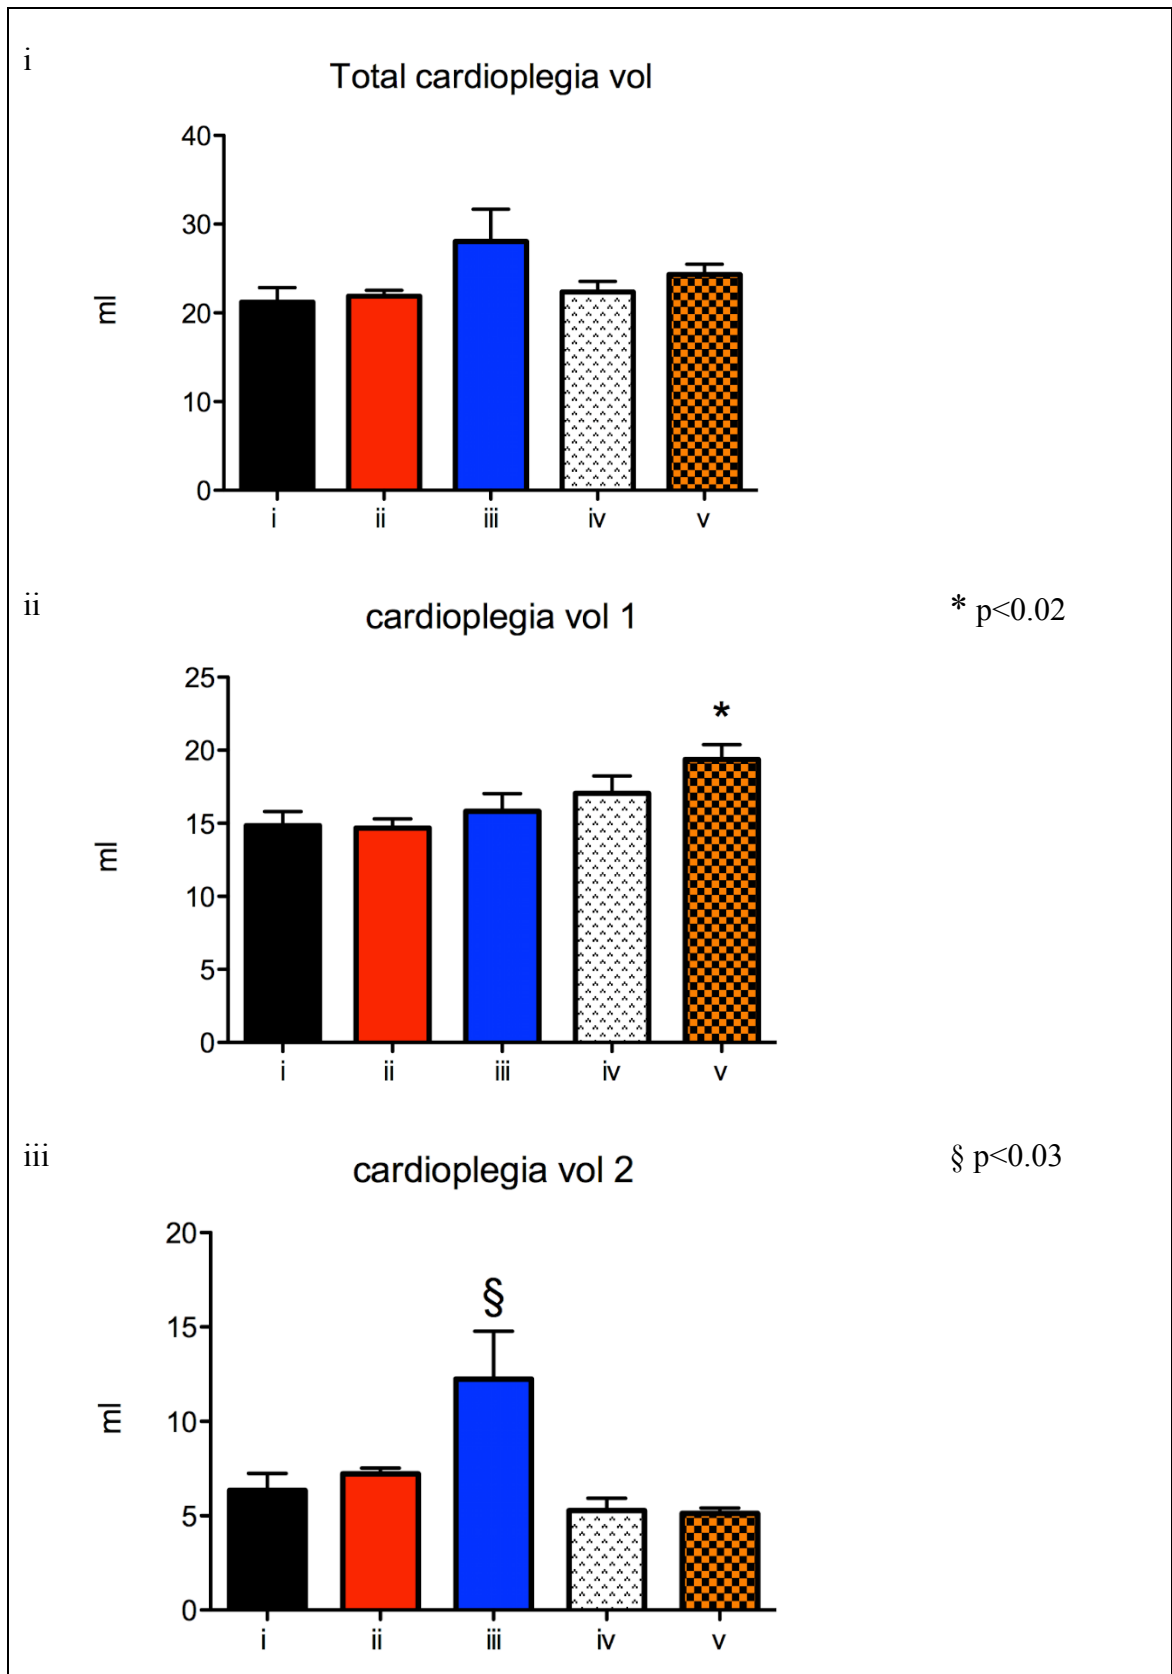 i
Total cardioplegia vol
40
30
20
10
0
ml
i ii iii iv v
ii
cardioplegia vol 1
* p<0.02
25
20
15
10
5
0
ml
*
i ii iii iv v
iii
cardioplegia vol 2
§ p<0.03
20
15
10
5
0
ml
§
i ii iii iv v